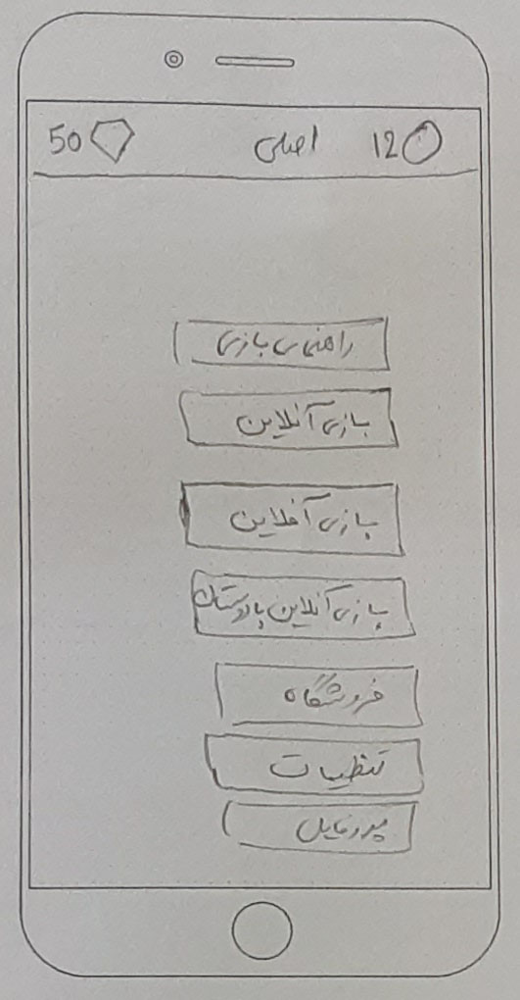 12 اصلی 50
راهنمای بازی
بازی آنلاین
بازی آفلاین
بازی آنلاین با دوستان
فروشگاه
تنظیمات
پروفایل